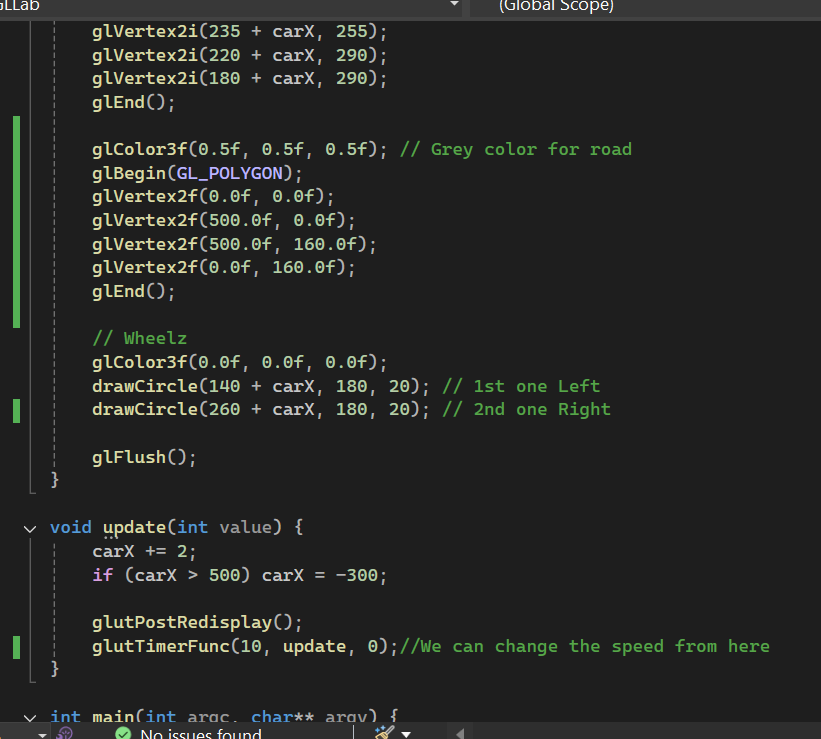 GLLab (Global Scope)
glVertex2i(235 + carX, 255);
glVertex2i(220 + carX, 290);
glVertex2i(180 + carX, 290);
glEnd();
glColor3f(0.5f, 0.5f, 0.5f); // Grey color for road
glBegin(GL_POLYGON);
glVertex2f(0.0f, 0.0f);
glVertex2f(500.0f, 0.0f);
glVertex2f(500.0f, 160.0f);
glVertex2f(0.0f, 160.0f);
glEnd();
// Wheelz
glColor3f(0.0f, 0.0f, 0.0f);
drawCircle(140 + carX, 180, 20); // 1st one Left
drawCircle(260 + carX, 180, 20); // 2nd one Right
glFlush();
}
void update(int value) {
carX += 2;
if (carX > 500) carX = -300;
glutPostRedisplay();
glutTimerFunc(10, update, 0);//We can change the speed from here
}
int main(int argc, char** argv) {
No issues found